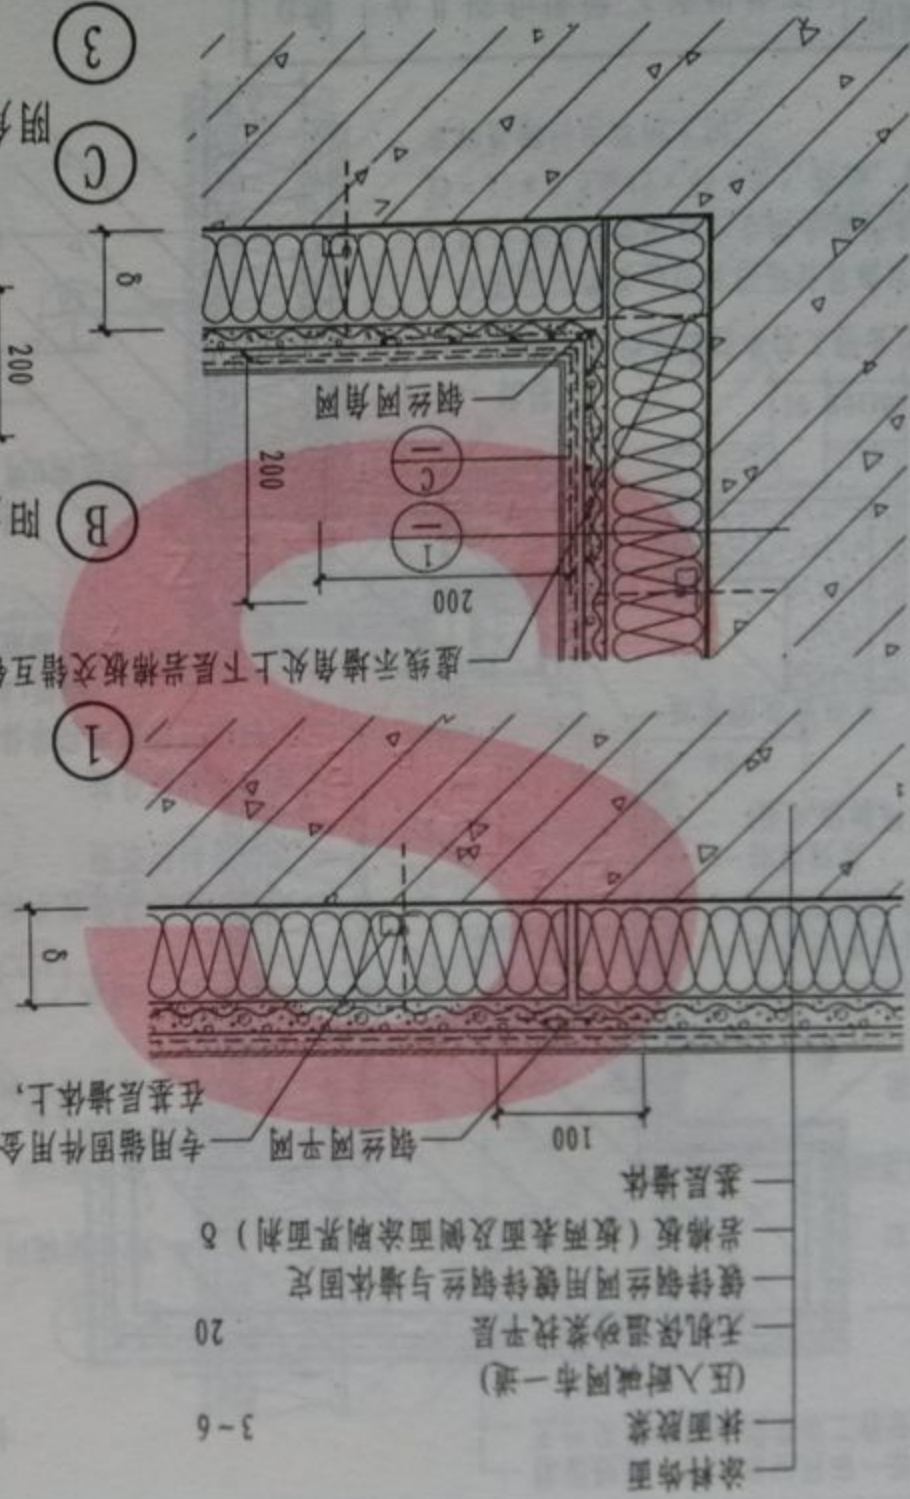 涂料饰面
抹面胶浆 3~6
(压入耐碱网布一道)
无机保温砂浆找平层 20
镀锌钢丝网用镀锌钢丝与墙体固定
岩棉板（板两表面及侧面涂刷界面剂）δ
基层墙体
100
钢丝网平网
专用锚固件用金
在基层墙体上，
δ
1
虚线示墙角处上下层岩棉板交错互
200
1
—
C
—
200
钢丝网角网
B 阳
200
δ
C 阴角
3